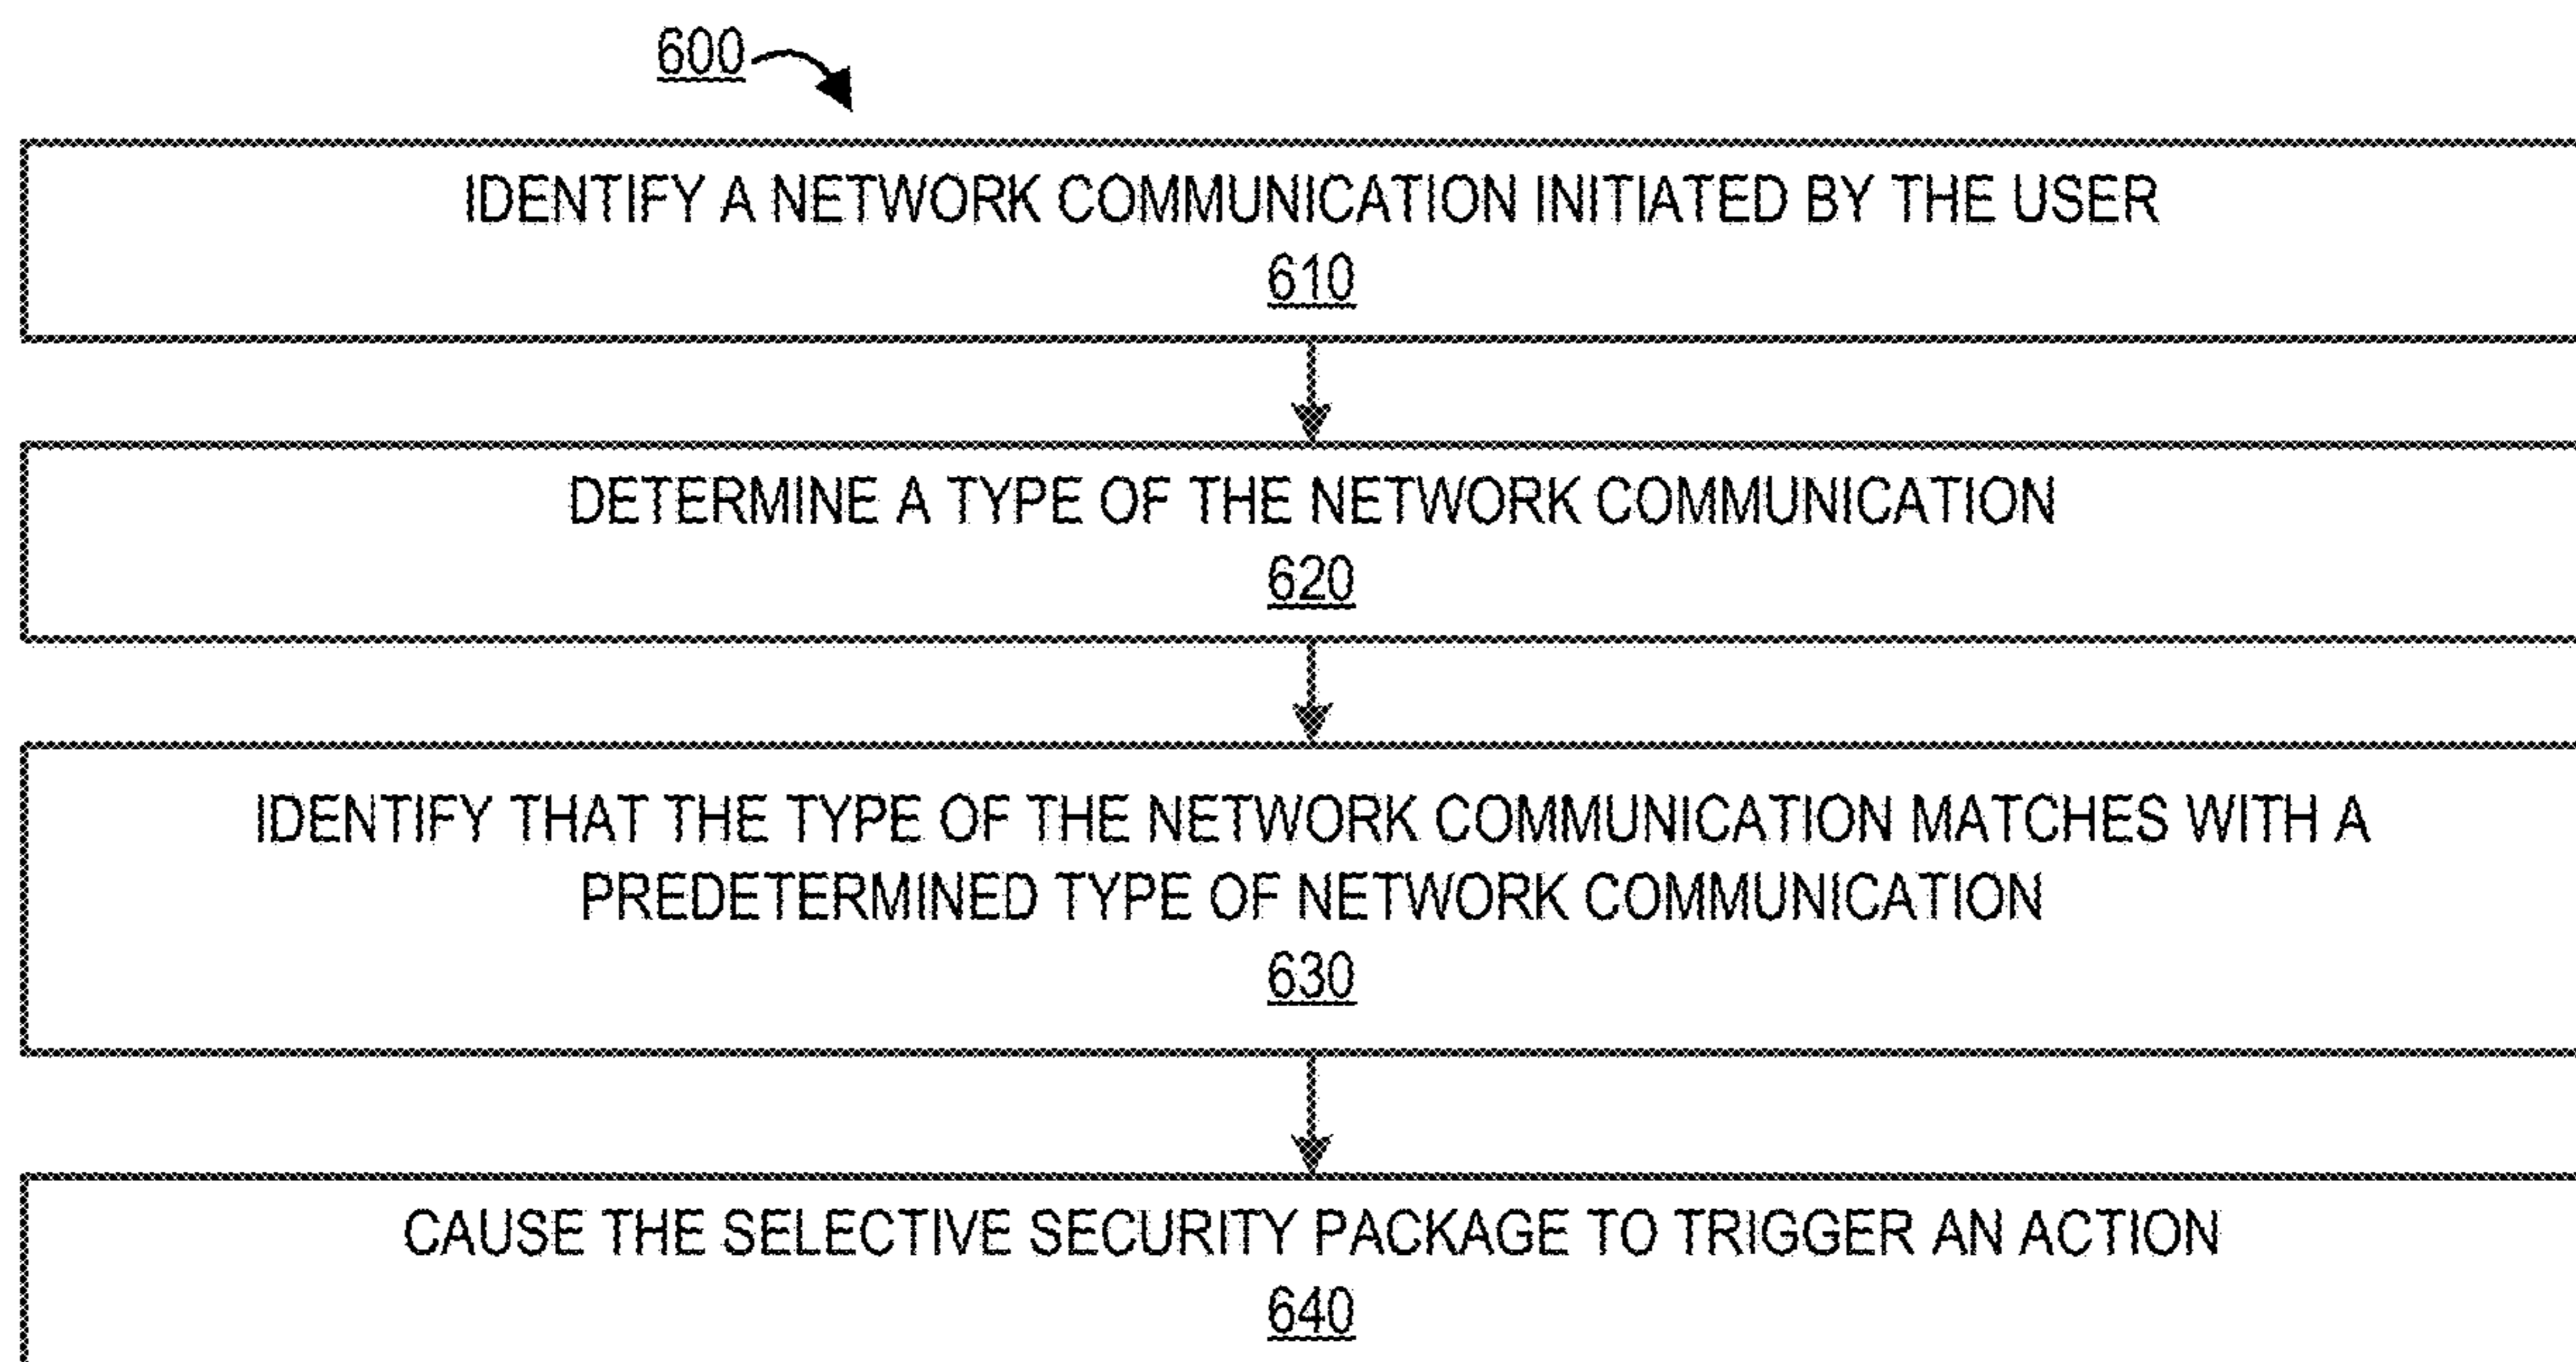 600
IDENTIFY A NETWORK COMMUNICATION INITIATED BY THE USER
610
DETERMINE A TYPE OF THE NETWORK COMMUNICATION
620
IDENTIFY THAT THE TYPE OF THE NETWORK COMMUNICATION MATCHES WITH A
PREDETERMINED TYPE OF NETWORK COMMUNICATION
630
CAUSE THE SELECTIVE SECURITY PACKAGE TO TRIGGER AN ACTION
640